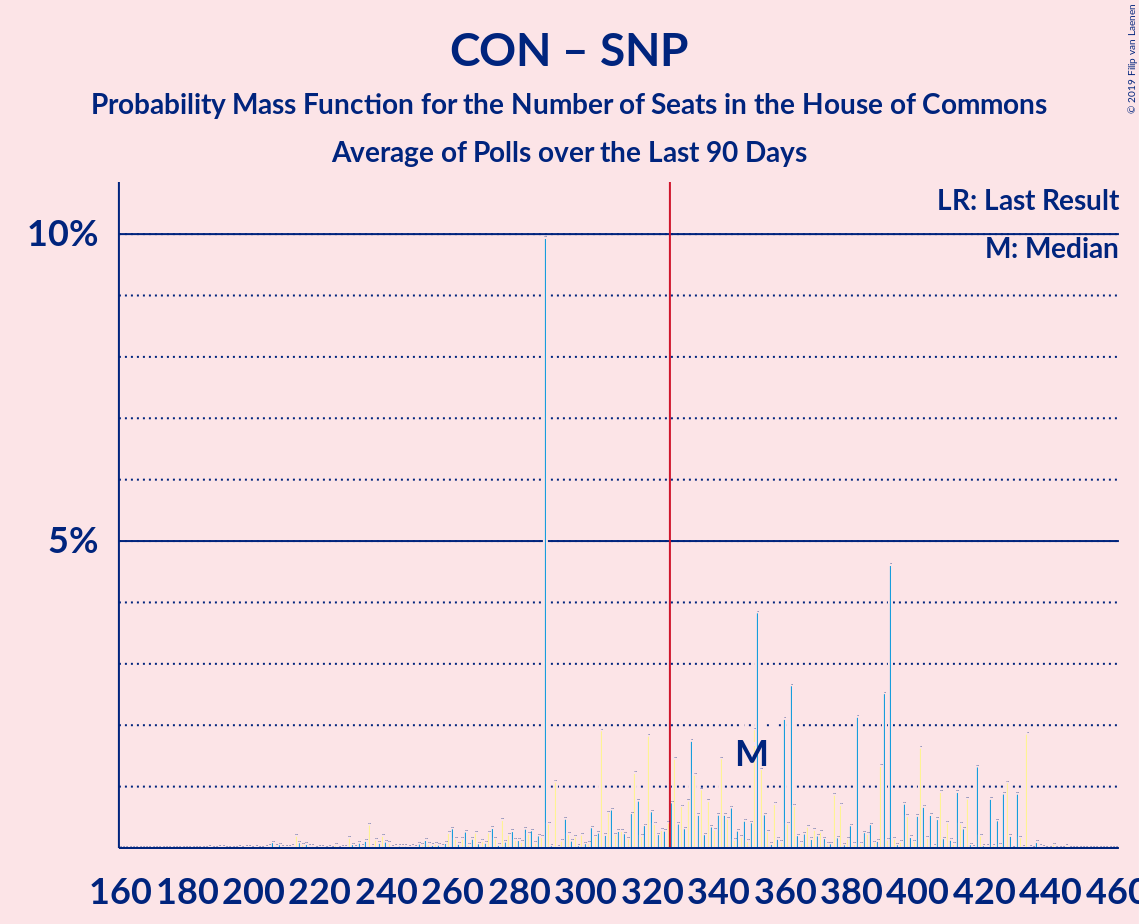 CON – SNP
Probability Mass Function for the Number of Seats in the House of Commons
Average of Polls over the Last 90 Days
© 2019 Filip van Laenen
LR: Last Result
M: Median
10%
5%
M
160 180 200 220 240 260 280 300 320 340 360 380 400 420 440 460